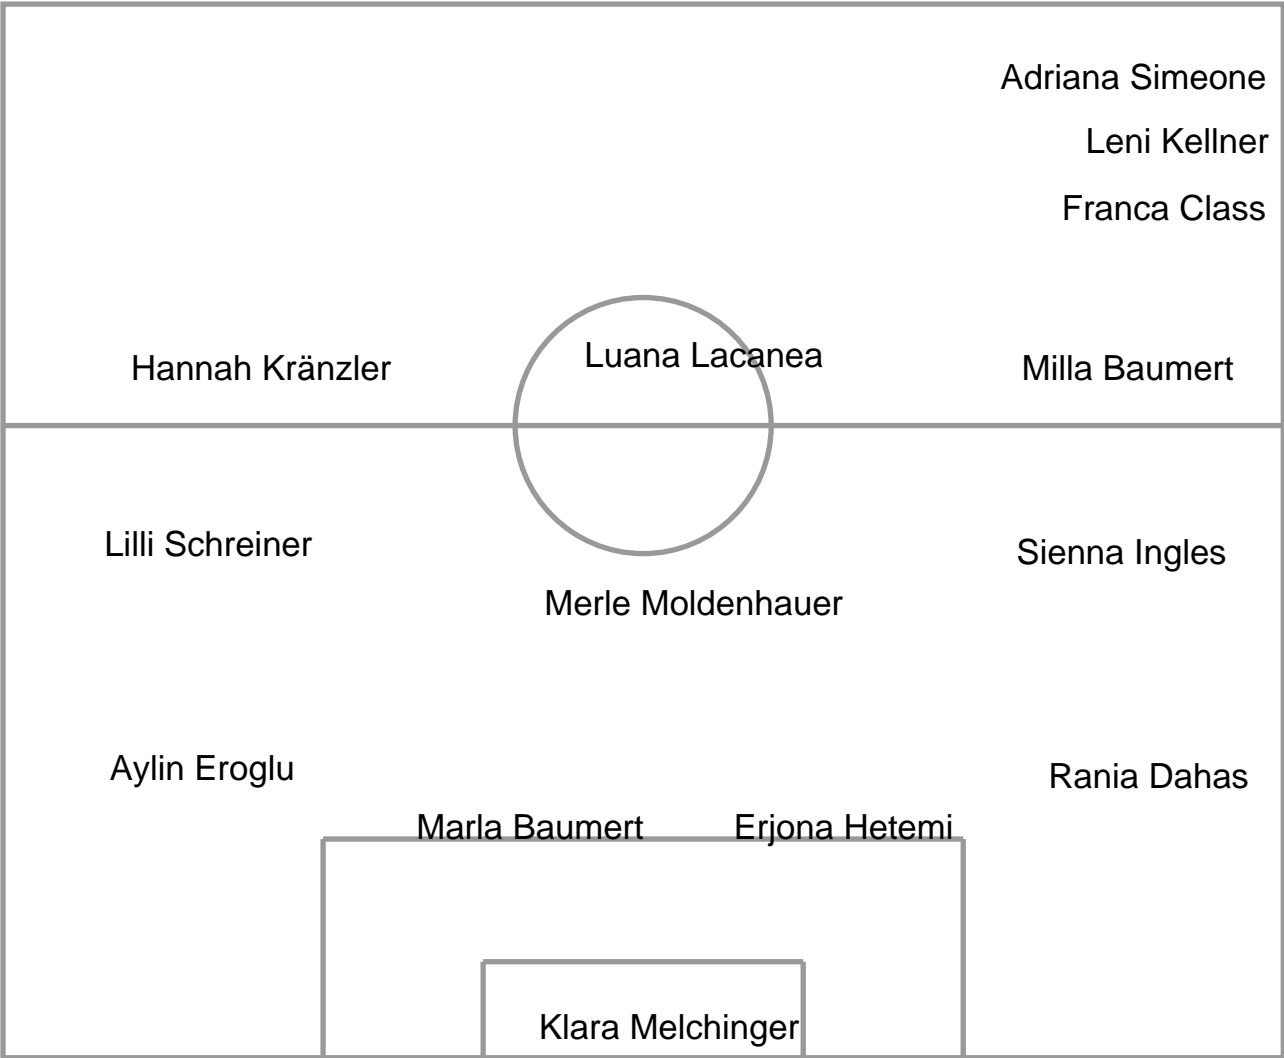 Adriana Simeone
Leni Kellner
Franca Class
Hannah Kränzler
Luana Lacanea
Milla Baumert
Lilli Schreiner
Sienna Ingles
Merle Moldenhauer
Aylin Eroglu
Rania Dahas
Marla Baumert
Erjona Hetemi
Klara Melchinger